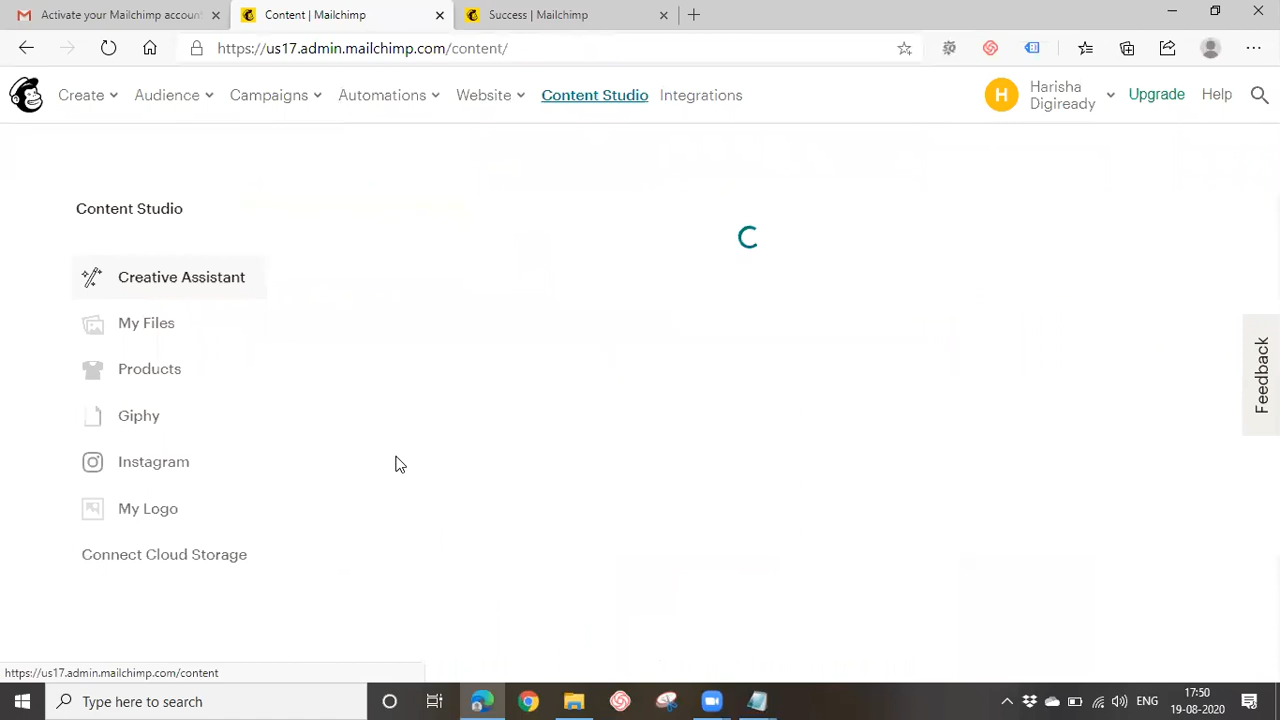 Activate your Mailchimp accoun
Content | Mailchimp
Success | Mailchimp
https://us17.admin.mailchimp.com/content/
Create
Audience
Campaigns
Automations
Website
Content Studio
Integrations
H
Harisha
Digiready
Upgrade
Help
Content Studio
Creative Assistant
My Files
Products
Giphy
Instagram
My Logo
Connect Cloud Storage
Feedback
https://us17.admin.mailchimp.com/content
Type here to search
ENG
17:50
19-08-2020